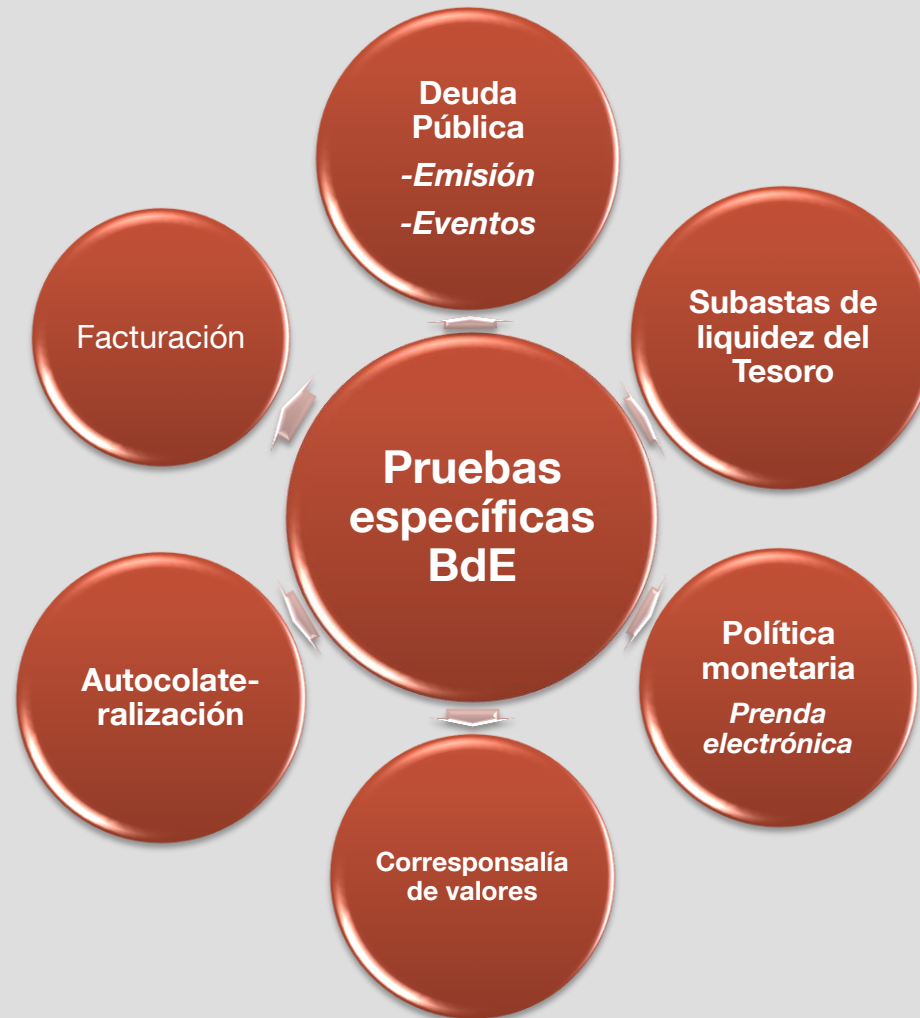 Deuda
Pública
-Emisión
-Eventos
Facturación
Subastas de
liquidez del
Tesoro
Pruebas
específicas
BdE
Autocolate-
ralización
Política
monetaria
Prenda
electrónica
Corresponsalía
de valores